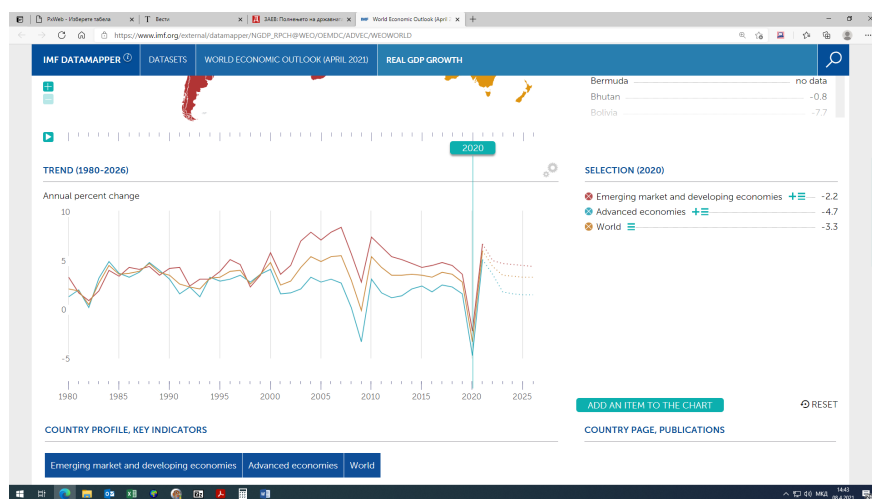 PxWeb - Изберете табела
Вести
ЗАЕВ: Полнењето на државнат
World Economic Outlook (April 2
https://www.imf.org/external/datamapper/NGDP_RPCH@WEO/OEMDC/ADVEC/WEOWORLD
IMF DATAMAPPER
DATASETS
WORLD ECONOMIC OUTLOOK (APRIL 2021)
REAL GDP GROWTH
Bermuda no data
Bhutan -0.8
Bolivia -7.7
2020
TREND (1980-2026)
SELECTION (2020)
Annual percent change
Emerging market and developing economies -2.2
Advanced economies -4.7
World -3.3
10
5
0
-5
1980 1985 1990 1995 2000 2005 2010 2015 2020 2025
ADD AN ITEM TO THE CHART
RESET
COUNTRY PROFILE, KEY INDICATORS
COUNTRY PAGE, PUBLICATIONS
Emerging market and developing economies
Advanced economies
World
МКД
14:43
08.4.2021